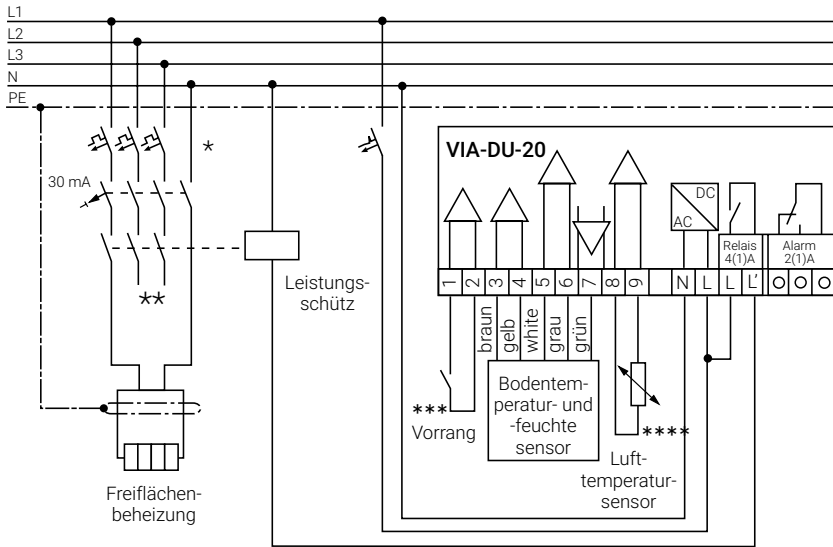 L1
L2
L3
N
PE
*
30 mA
**
Leistungs-
schütz
Freiflächen-
beheizung
VIA-DU-20
AC
DC
Relais
4(1)A
Alarm
2(1)A
1 2 3 4 5 6 7 8 9 N L L L'
braun
gelb
white
grau
grün
***
Vorrang
Bodentem-
peratur- und
-feuchte
sensor
****
Luft-
temperatur-
sensor